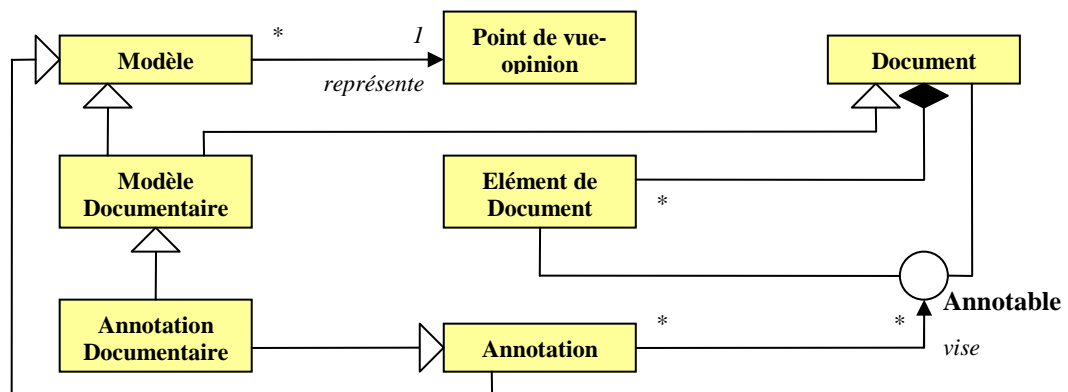 Modèle
*
1
représente
Point de vue-
opinion
Document
Modèle
Documentaire
Elément de
Document
*
Annotable
Annotation
Documentaire
Annotation
*
*
vise